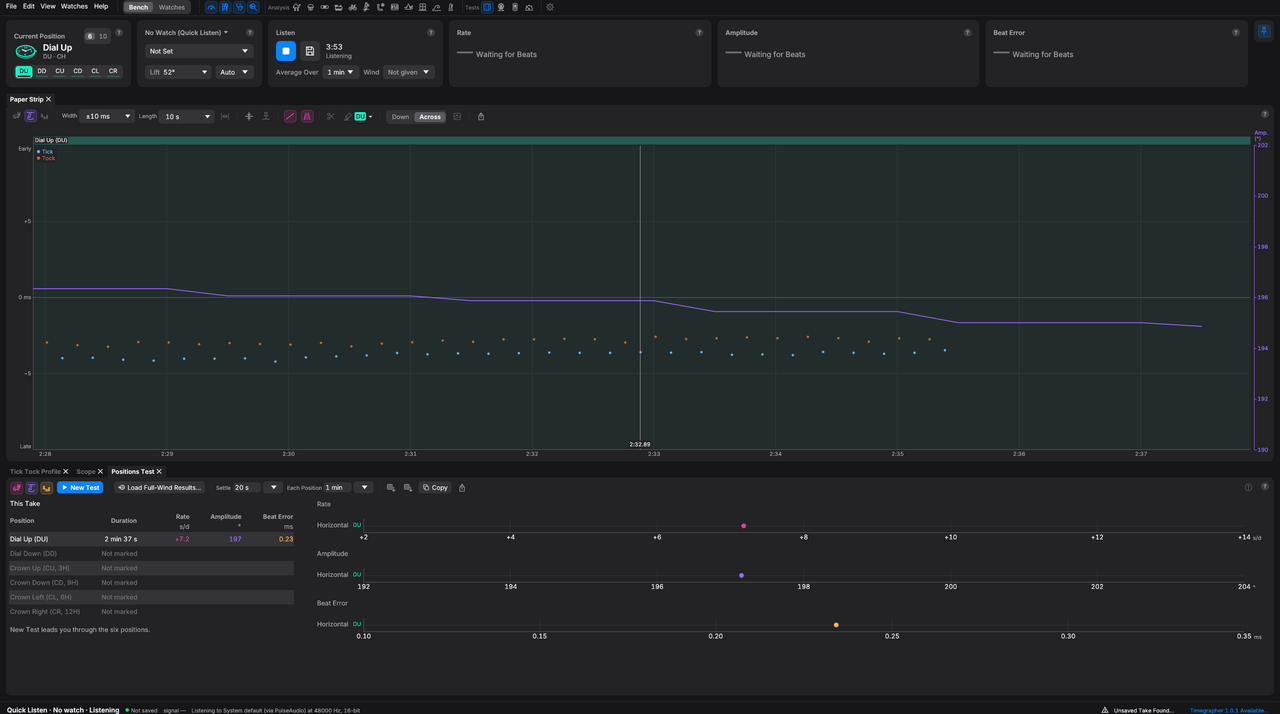 File Edit View Watches Help Bench Watches Analysis Tests
Current Position 6 10 ?
Dial Up
DU · CH
DU DD CU CD CL CR
No Watch (Quick Listen) ?
Not Set
Lift 52° Auto
Listen ?
3:53
Listening
Average Over 1 min Wind Not given
Rate ?
Waiting for Beats
Amplitude ?
Waiting for Beats
Beat Error ?
Waiting for Beats
Paper Strip
Width ±10 ms Length 10 s DU Down Across ?
Dial Up (DU)
Amp. (°)
Early
Tick
Tock
+5
0 ms
−5
Late
202
200
198
196
194
192
190
2:32.89
2:28 2:29 2:30 2:31 2:32 2:33 2:34 2:35 2:36 2:37
Tick Tock Profile Scope Positions Test
New Test Load Full-Wind Results... Settle 20 s Each Position 1 min Copy ?
This Take
Position Duration Rate s/d Amplitude ° Beat Error ms
Dial Up (DU) 2 min 37 s +7.2 197 0.23
Dial Down (DD) Not marked
Crown Up (CU, 3H) Not marked
Crown Down (CD, 9H) Not marked
Crown Left (CL, 6H) Not marked
Crown Right (CR, 12H) Not marked
New Test leads you through the six positions.
Rate
Horizontal DU
+2 +4 +6 +8 +10 +12 +14 s/d
Amplitude
Horizontal DU
192 194 196 198 200 202 204 °
Beat Error
Horizontal DU
0.10 0.15 0.20 0.25 0.30 0.35 ms
Quick Listen · No watch · Listening Not saved signal — Listening to System default (via PulseAudio) at 48000 Hz, 16-bit Unsaved Take Found... Timegrapher 1.0.1 Available...